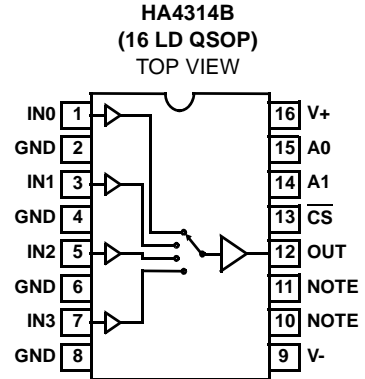 HA4314B
(16 LD QSOP)
TOP VIEW
IN0 1 16 V+
GND 2 15 A0
IN1 3 14 A1
GND 4 13 C̅S̅
IN2 5 12 OUT
GND 6 11 NOTE
IN3 7 10 NOTE
GND 8 9 V-